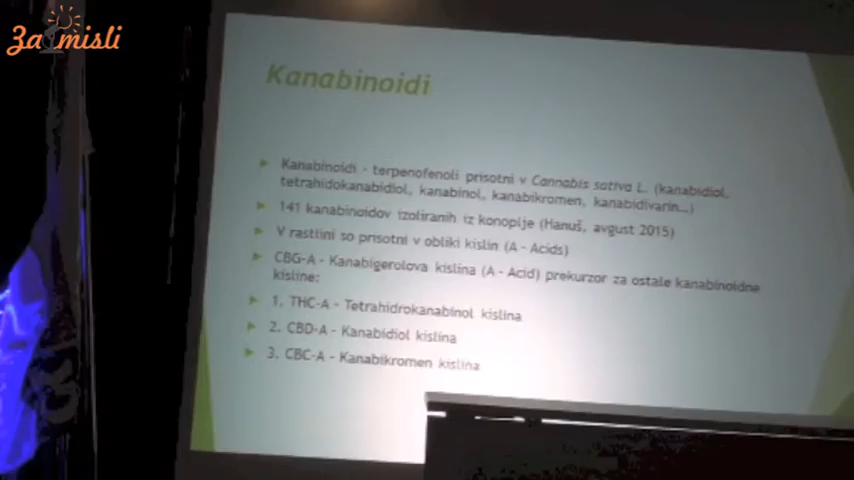 Za misli
Kanabinoidi
Kanabinoidi - terpenofenoli prisotni v Cannabis sativa L. (kanabidiol,
tetrahidokanabidiol, kanabinol, kanabikromen, kanabidivarin…)
141 kanabinoidov izoliranih iz konoplje (Hanuš, avgust 2015)
V rastlini so prisotni v obliki kislin (A - Acids)
CBG-A - Kanabigerolova kislina (A - Acid) prekurzor za ostale kanabinoidne
kisline:
1. THC-A - Tetrahidrokanabinol kislina
2. CBD-A - Kanabidiol kislina
3. CBC-A - Kanabikromen kislina